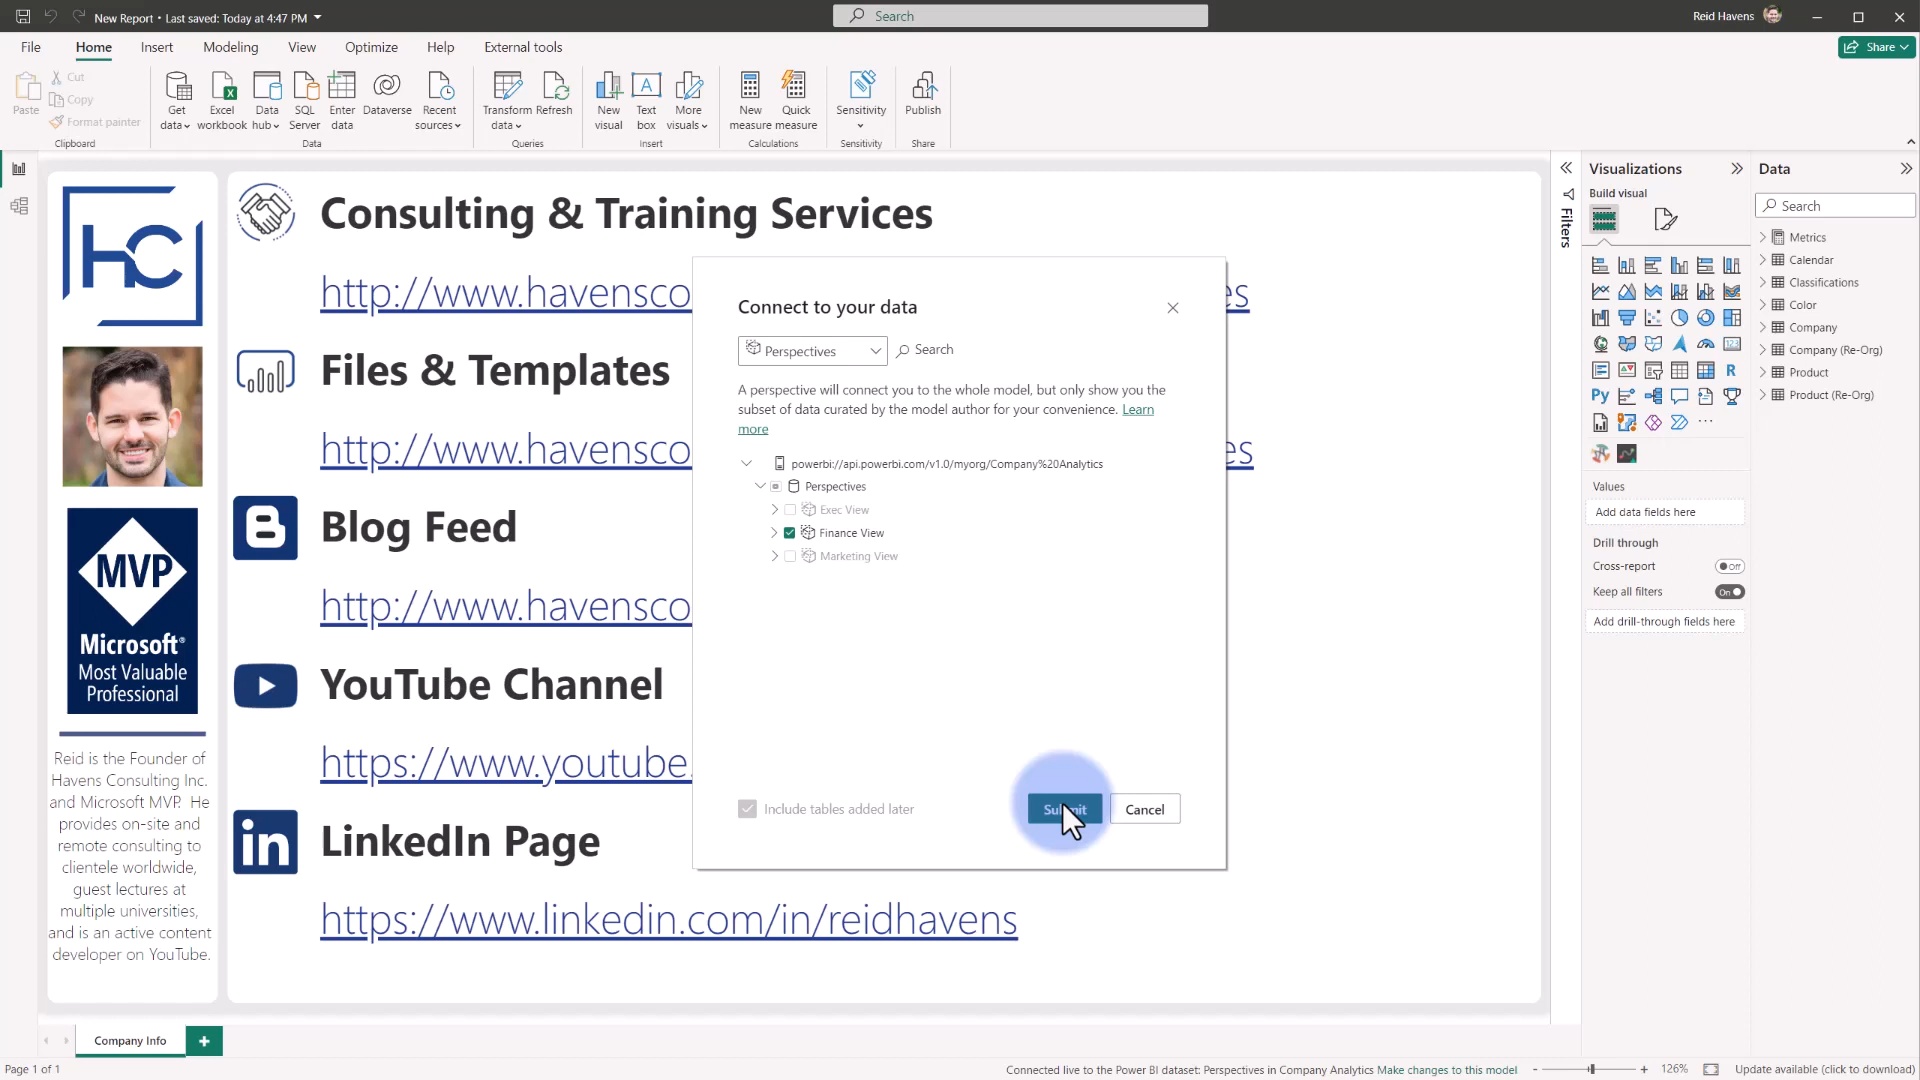 New Report • Last saved: Today at 4:47 PM
Search
Reid Havens
File
Home
Insert
Modeling
View
Optimize
Help
External tools
Share
Paste
Cut
Copy
Format painter
Clipboard
Get data
Excel workbook
Data hub
SQL Server
Enter data
Dataverse
Recent sources
Data
Transform data
Refresh
Queries
New visual
Text box
More visuals
Insert
New measure
Quick measure
Calculations
Sensitivity
Sensitivity
Publish
Share
hc
MVP
Microsoft®
Most Valuable
Professional
Reid is the Founder of
Havens Consulting Inc.
and Microsoft MVP. He
provides on-site and
remote consulting to
clientele worldwide,
guest lectures at
multiple universities,
and is an active content
developer on YouTube.
Consulting & Training Services
http://www.havensco
es
Files & Templates
http://www.havensco
es
Blog Feed
http://www.havensco
YouTube Channel
https://www.youtube.
in
LinkedIn Page
https://www.linkedin.com/in/reidhavens
Connect to your data
Perspectives
Search
A perspective will connect you to the whole model, but only show you the
subset of data curated by the model author for your convenience. Learn
more
powerbi://api.powerbi.com/v1.0/myorg/Company%20Analytics
Perspectives
Exec View
Finance View
Marketing View
Include tables added later
Submit
Cancel
Filters
Visualizations
Build visual
123
R
Py
Values
Add data fields here
Drill through
Cross-report
Off
Keep all filters
On
Add drill-through fields here
Data
Search
Metrics
Calendar
Classifications
Color
Company
Company (Re-Org)
Product
Product (Re-Org)
Company Info
Page 1 of 1
Connected live to the Power BI dataset: Perspectives in Company Analytics Make changes to this model
126%
Update available (click to download)